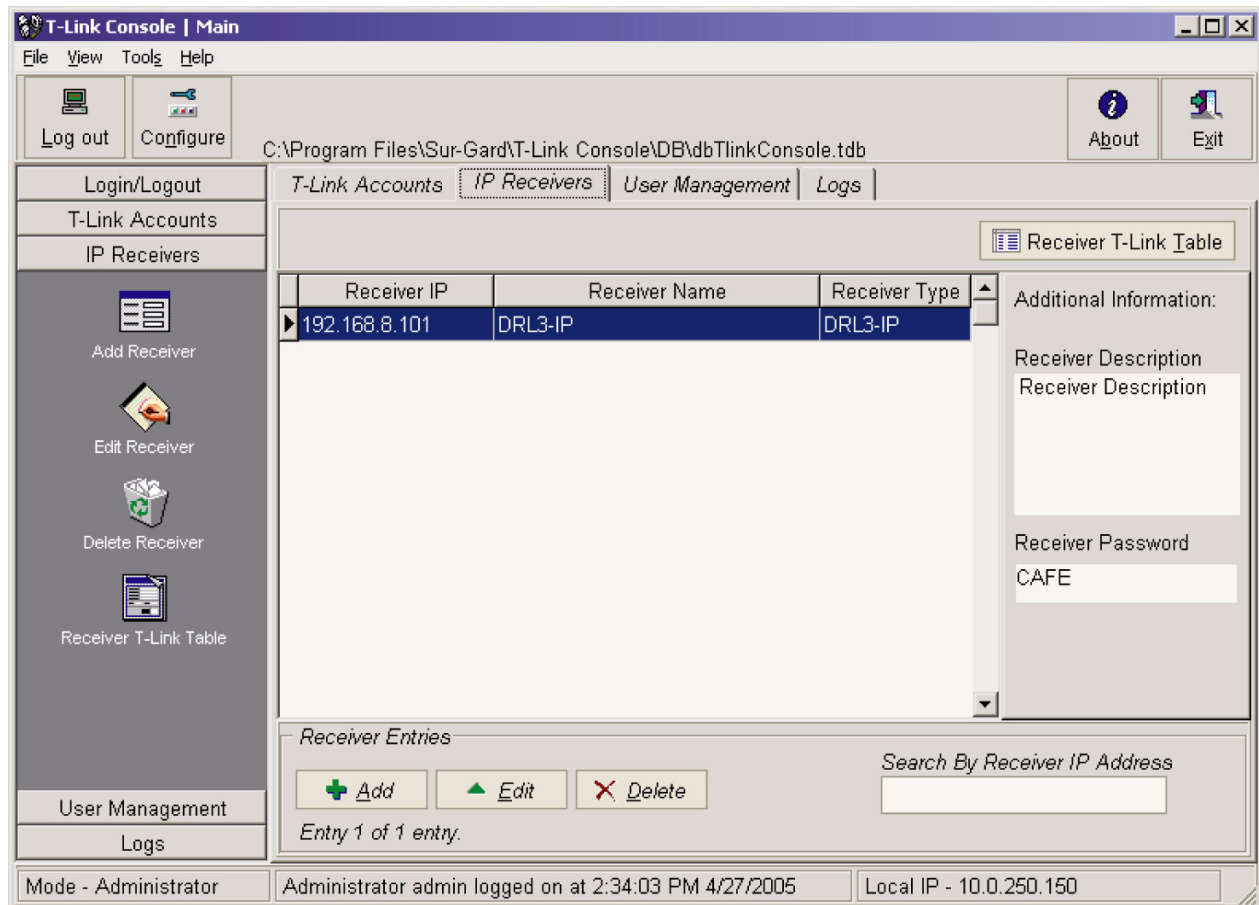 T-Link Console | Main
File View Tools Help
Log out
Configure
C:\Program Files\Sur-Gard\T-Link Console\DB\dbTlinkConsole.tdb
About
Exit
Login/Logout
T-Link Accounts
IP Receivers
Add Receiver
Edit Receiver
Delete Receiver
Receiver T-Link Table
User Management
Logs
T-Link Accounts IP Receivers User Management Logs
Receiver T-Link Table
Receiver IP Receiver Name Receiver Type
192.168.8.101 DRL3-IP DRL3-IP
Additional Information:
Receiver Description
Receiver Description
Receiver Password
CAFE
Receiver Entries
Add Edit Delete
Entry 1 of 1 entry.
Search By Receiver IP Address
Mode - Administrator
Administrator admin logged on at 2:34:03 PM 4/27/2005
Local IP - 10.0.250.150